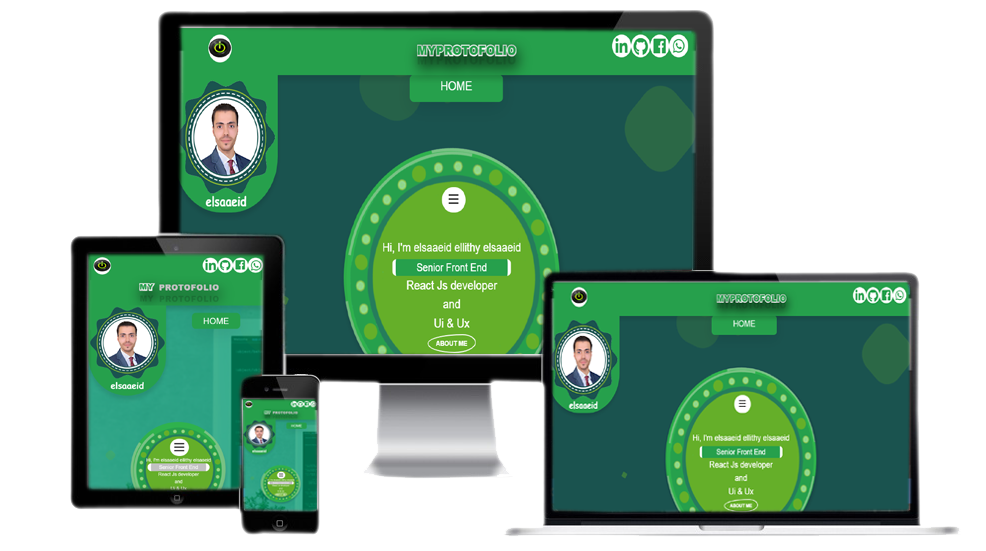 MYPROTOFOLIO
in
HOME
elsaaeid
Hi, I'm elsaaeid ellithy elsaaeid
Senior Front End
React Js developer
and
Ui & Ux
ABOUT ME
in
MY PROTOFOLIO
HOME
elsaaeid
Hi, I'm elsaaeid ellithy elsaaeid
Senior Front End
React Js developer
and
Ui & Ux
MY PROTOFOLIO
HOME
elsaaeid
MYPROTOFOLIO
in
HOME
elsaaeid
Hi, I'm elsaaeid ellithy elsaaeid
Senior Front End
React Js developer
and
Ui & Ux
ABOUT ME